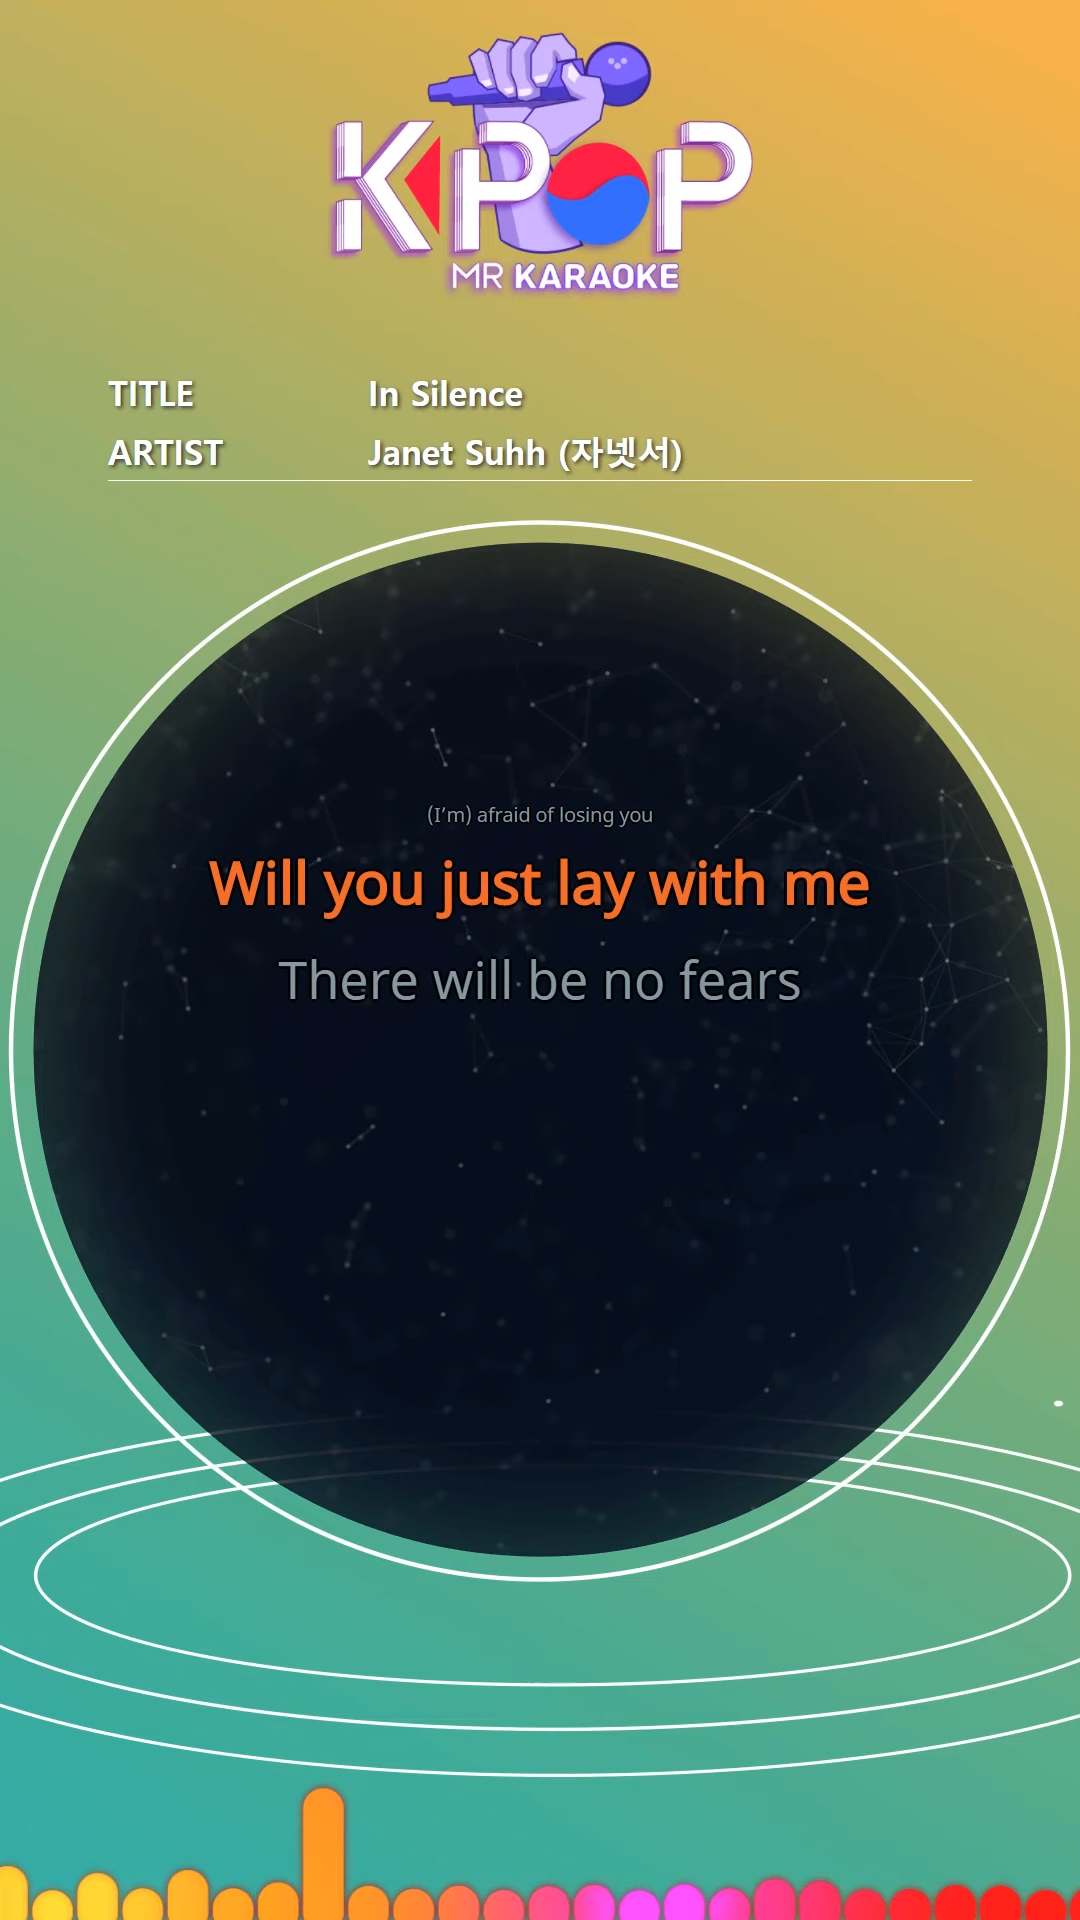 KPOP
MR KARAOKE
TITLE In Silence
ARTIST Janet Suhh (자넷서)
(I'm) afraid of losing you
Will you just lay with me
There will be no fears